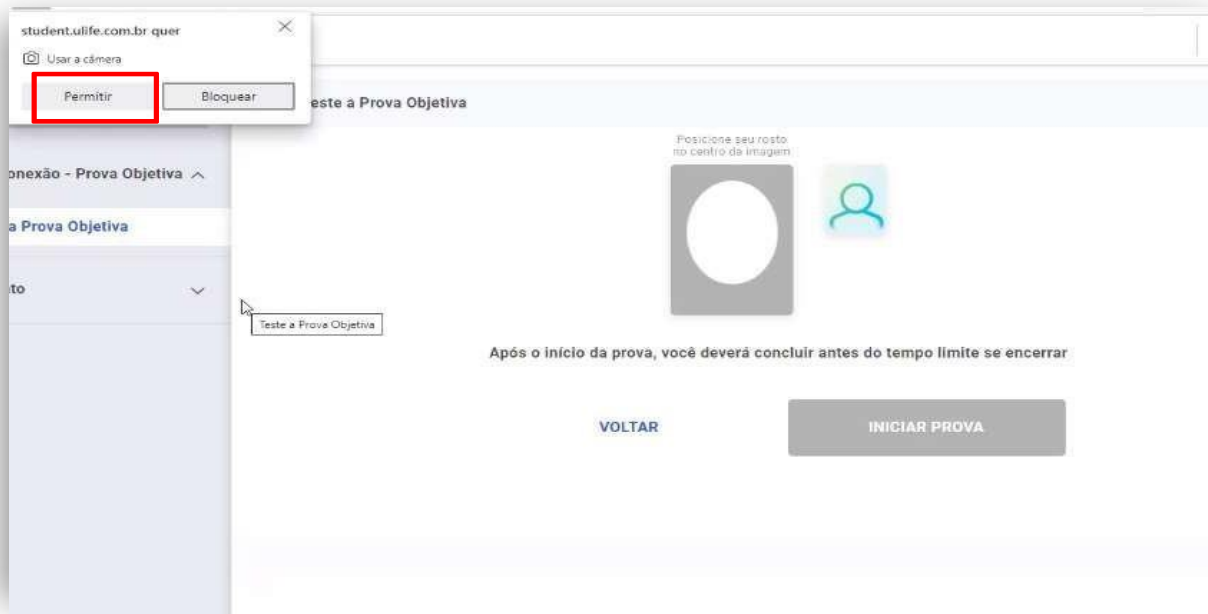 student.ulife.com.br quer
Usar a câmera
Permitir
Bloquear
este a Prova Objetiva
Posicione seu rosto
no centro da imagem
onexão - Prova Objetiva
a Prova Objetiva
to
Teste a Prova Objetiva
Após o início da prova, você deverá concluir antes do tempo limite se encerrar
VOLTAR
INICIAR PROVA